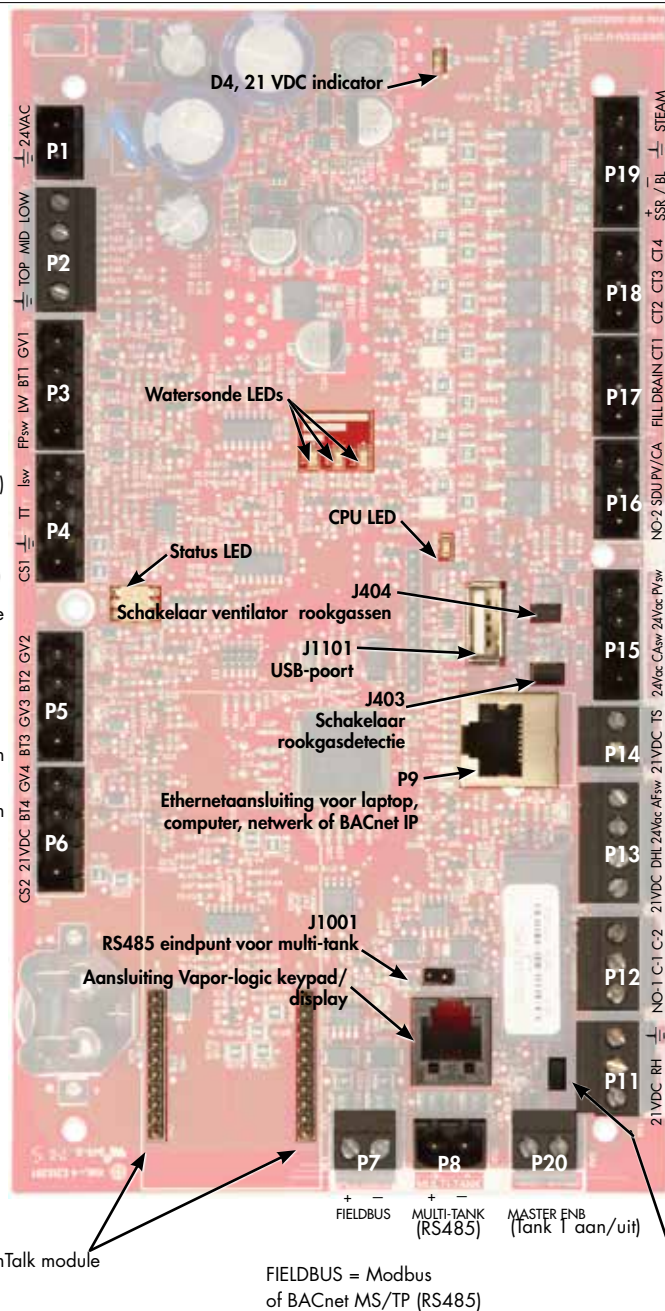 D4, 21 VDC indicator
24VAC
P1
TOP MID LOW
P2
FPsw LW BT1 GV1
P3
CS1 TT Isw
P4
BT3 GV3 BT2 GV2
P5
CS2 21VDC BT4 GV4
P6
SSR / BL STEAM
+ −
P19
CT2 CT3 CT4
P18
FILL DRAIN CT1
P17
NO-2 SDU PV/CA
P16
24Vac CAsw 24Vac PVsw
P15
21VDC TS
P14
21VDC DHL 24Vac AFsw
P13
NO-1 C-1 C-2
P12
21VDC RH
P11
Watersonde LEDs
CPU LED
Status LED
J404
Schakelaar ventilator rookgassen
J1101
USB-poort
J403
Schakelaar
rookgasdetectie
P9
Ethernetaansluiting voor laptop,
computer, netwerk of BACnet IP
J1001
RS485 eindpunt voor multi-tank
Aansluiting Vapor-logic keypad/
display
P7
P8
P20
+ −
+ −
FIELDBUS
MULTI-TANK
(RS485)
MASTER ENB
(Tank 1 aan/uit)
nTalk module
FIELDBUS = Modbus
of BACnet MS/TP (RS485)